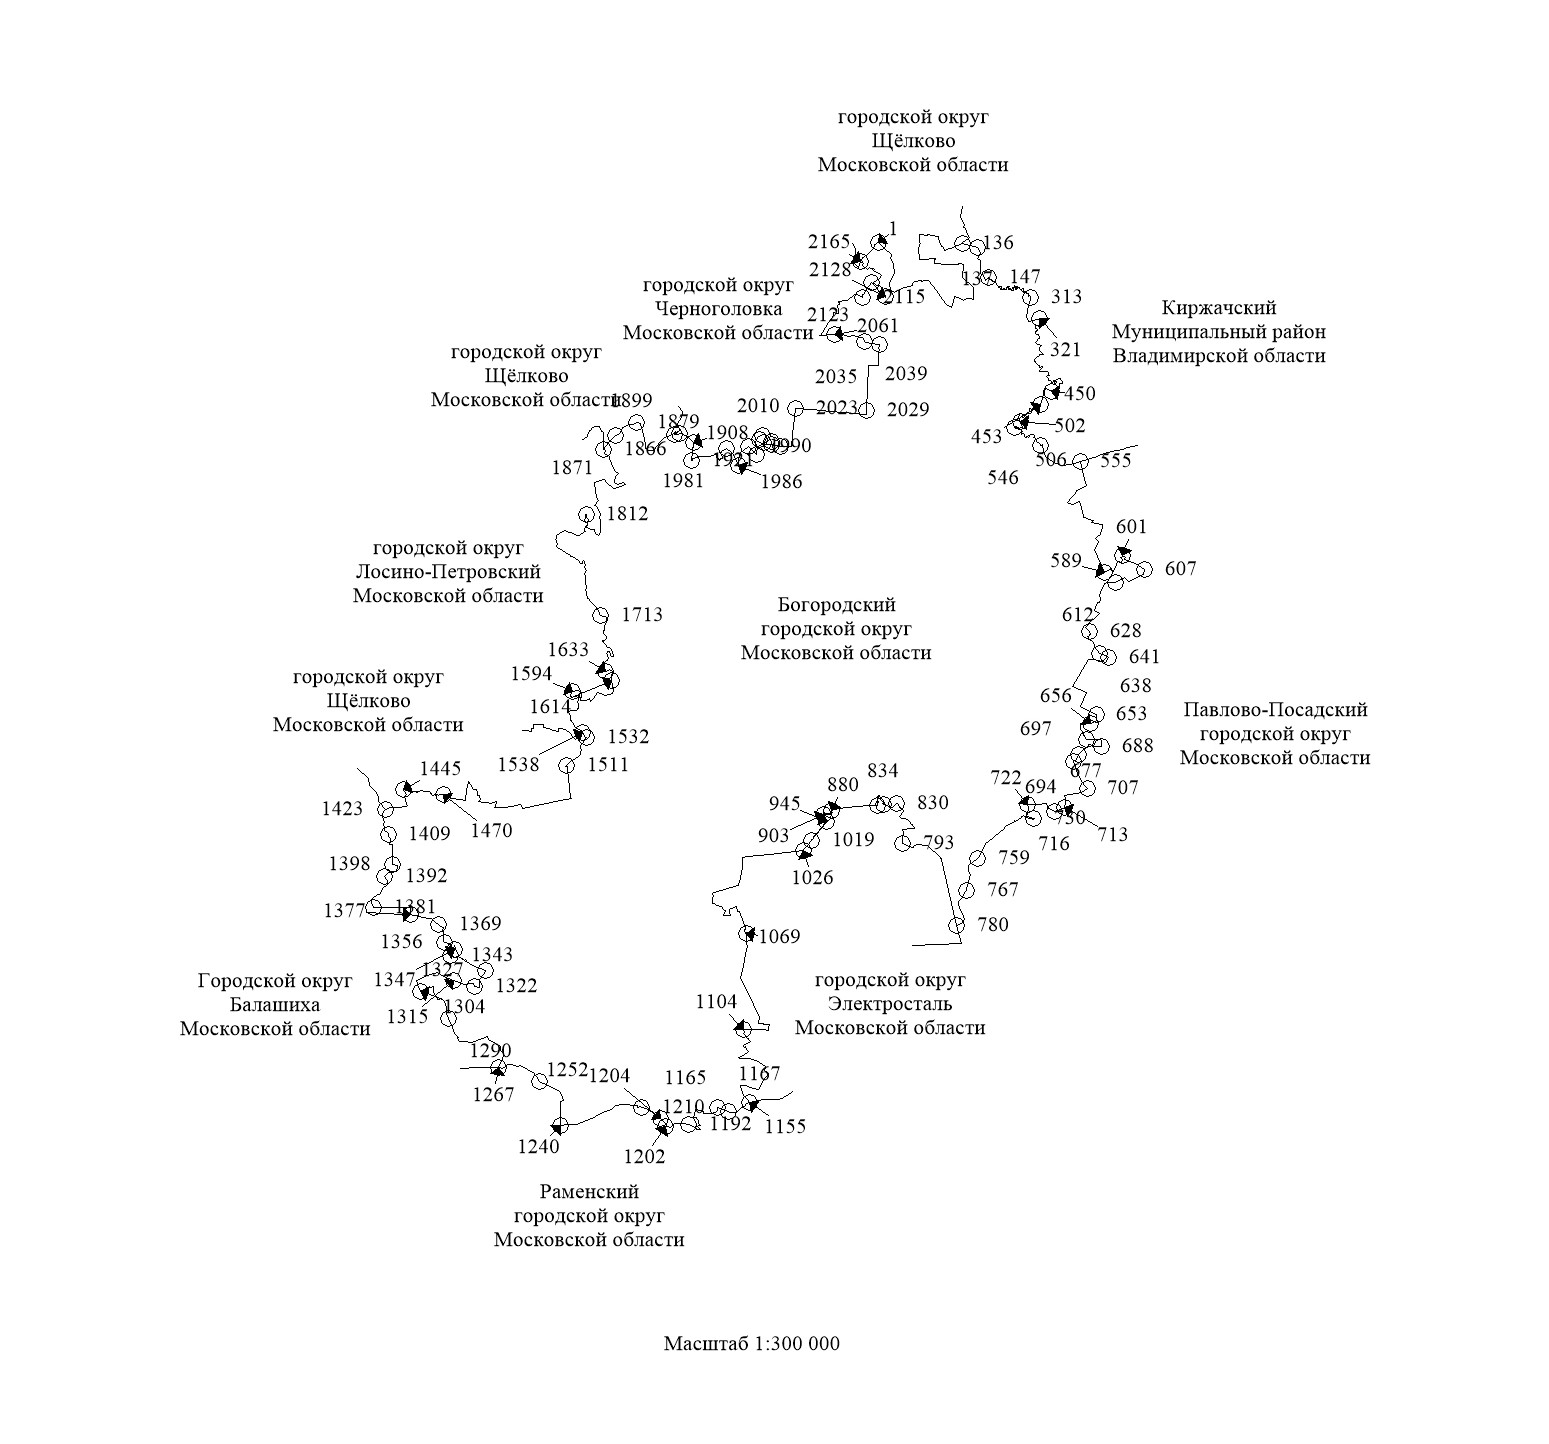 городской округ
Щёлково
Московской области
1
2165
136
2128
137
147
городской округ
Черноголовка
Московской области
2115
313
Киржачский
Муниципальный район
Владимирской области
2123
2061
321
городской округ
Щёлково
Московской области
2035
2039
450
1899
2010
2023
2029
1879
1908
502
453
1866
1990
1921
506
555
1871
546
1981
1986
1812
601
городской округ
Лосино-Петровский
Московской области
589
607
Богородский
городской округ
Московской области
1713
612
628
1633
641
1594
638
городской округ
Щёлково
Московской области
1614
656
653
Павлово-Посадский
городской округ
Московской области
697
1532
688
1538
1511
677
1445
834
880
722
694
707
1423
945
830
1470
1409
903
1019
793
730
716
713
1398
1392
1026
759
767
1377
1381
1369
780
1356
1069
1343
1327
1347
1322
Городской округ
Балашиха
Московской области
1315
1304
городской округ
Электросталь
Московской области
1104
1290
1267
1252
1204
1165
1167
1210
1192
1155
1240
1202
Раменский
городской округ
Московской области
Масштаб 1:300 000